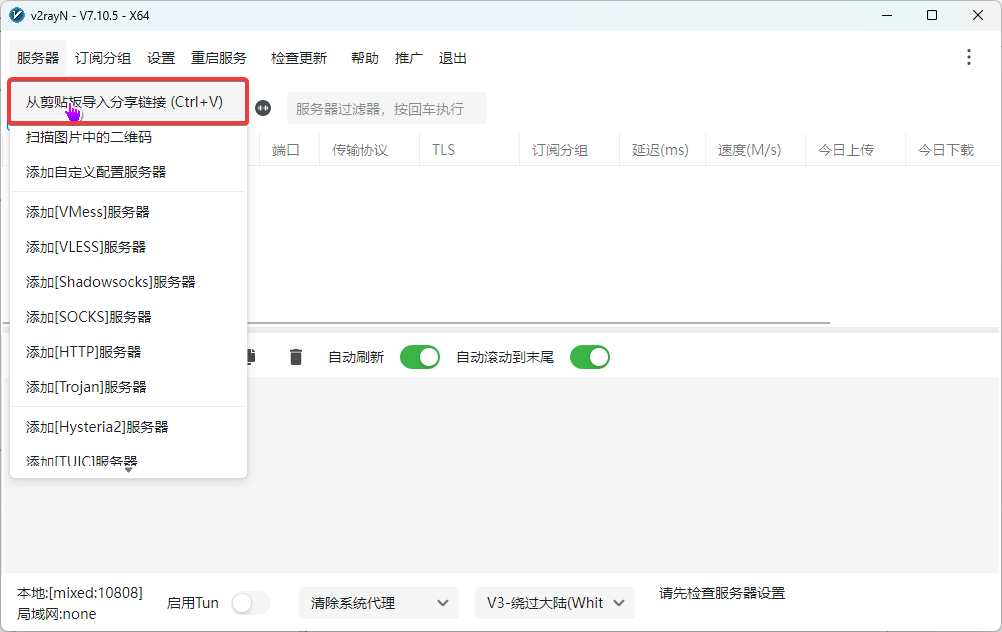 v2rayN - V7.10.5 - X64
服务器 订阅分组 设置 重启服务 检查更新 帮助 推广 退出
从剪贴板导入分享链接 (Ctrl+V)
服务器过滤器，按回车执行
扫描图片中的二维码
端口 传输协议 TLS 订阅分组 延迟(ms) 速度(M/s) 今日上传 今日下载
添加自定义配置服务器
添加[VMess]服务器
添加[VLESS]服务器
添加[Shadowsocks]服务器
添加[SOCKS]服务器
添加[HTTP]服务器
自动刷新 自动滚动到末尾
添加[Trojan]服务器
添加[Hysteria2]服务器
添加[TUIC]服务器
本地:[mixed:10808]
局域网:none
启用Tun 清除系统代理 V3-绕过大陆(Whit 请先检查服务器设置